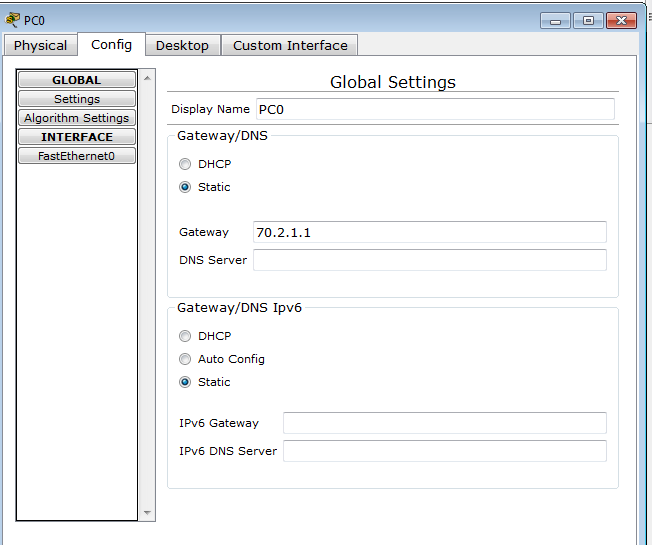 PC0
Physical Config Desktop Custom Interface
GLOBAL
Settings
Algorithm Settings
INTERFACE
FastEthernet0
Global Settings
Display Name PC0
Gateway/DNS
DHCP
Static
Gateway 70.2.1.1
DNS Server
Gateway/DNS Ipv6
DHCP
Auto Config
Static
IPv6 Gateway
IPv6 DNS Server